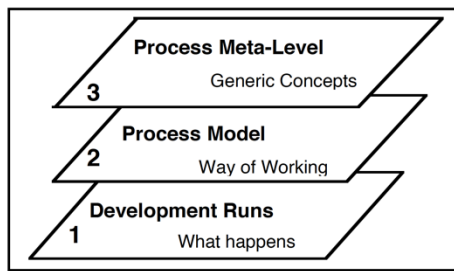 Process Meta-Level
Generic Concepts
3
Process Model
Way of Working
2
Development Runs
What happens
1